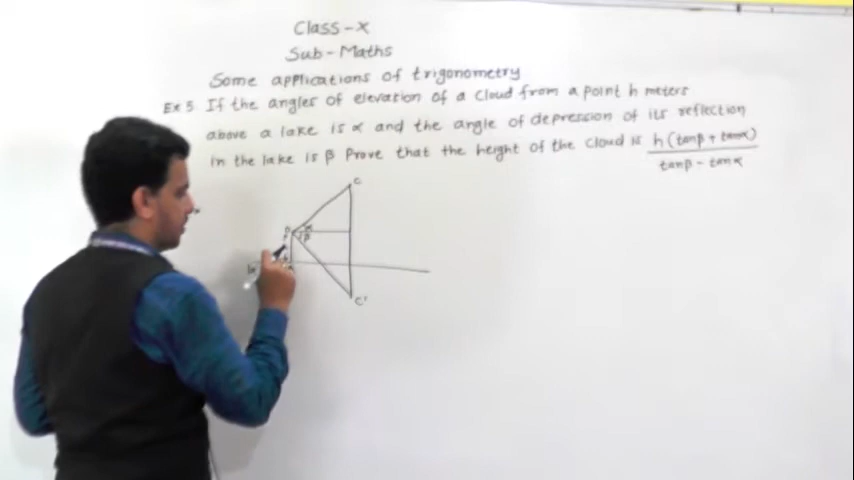 Class-X
Sub-Maths
Some applications of trigonometry
Ex 5 If the angles of elevation of a cloud from a point h meters
above a lake is α and the angle of depression of its reflection
in the lake is β Prove that the height of the cloud is h(tanβ + tanα) / tanβ - tanα
C
α
β
C'